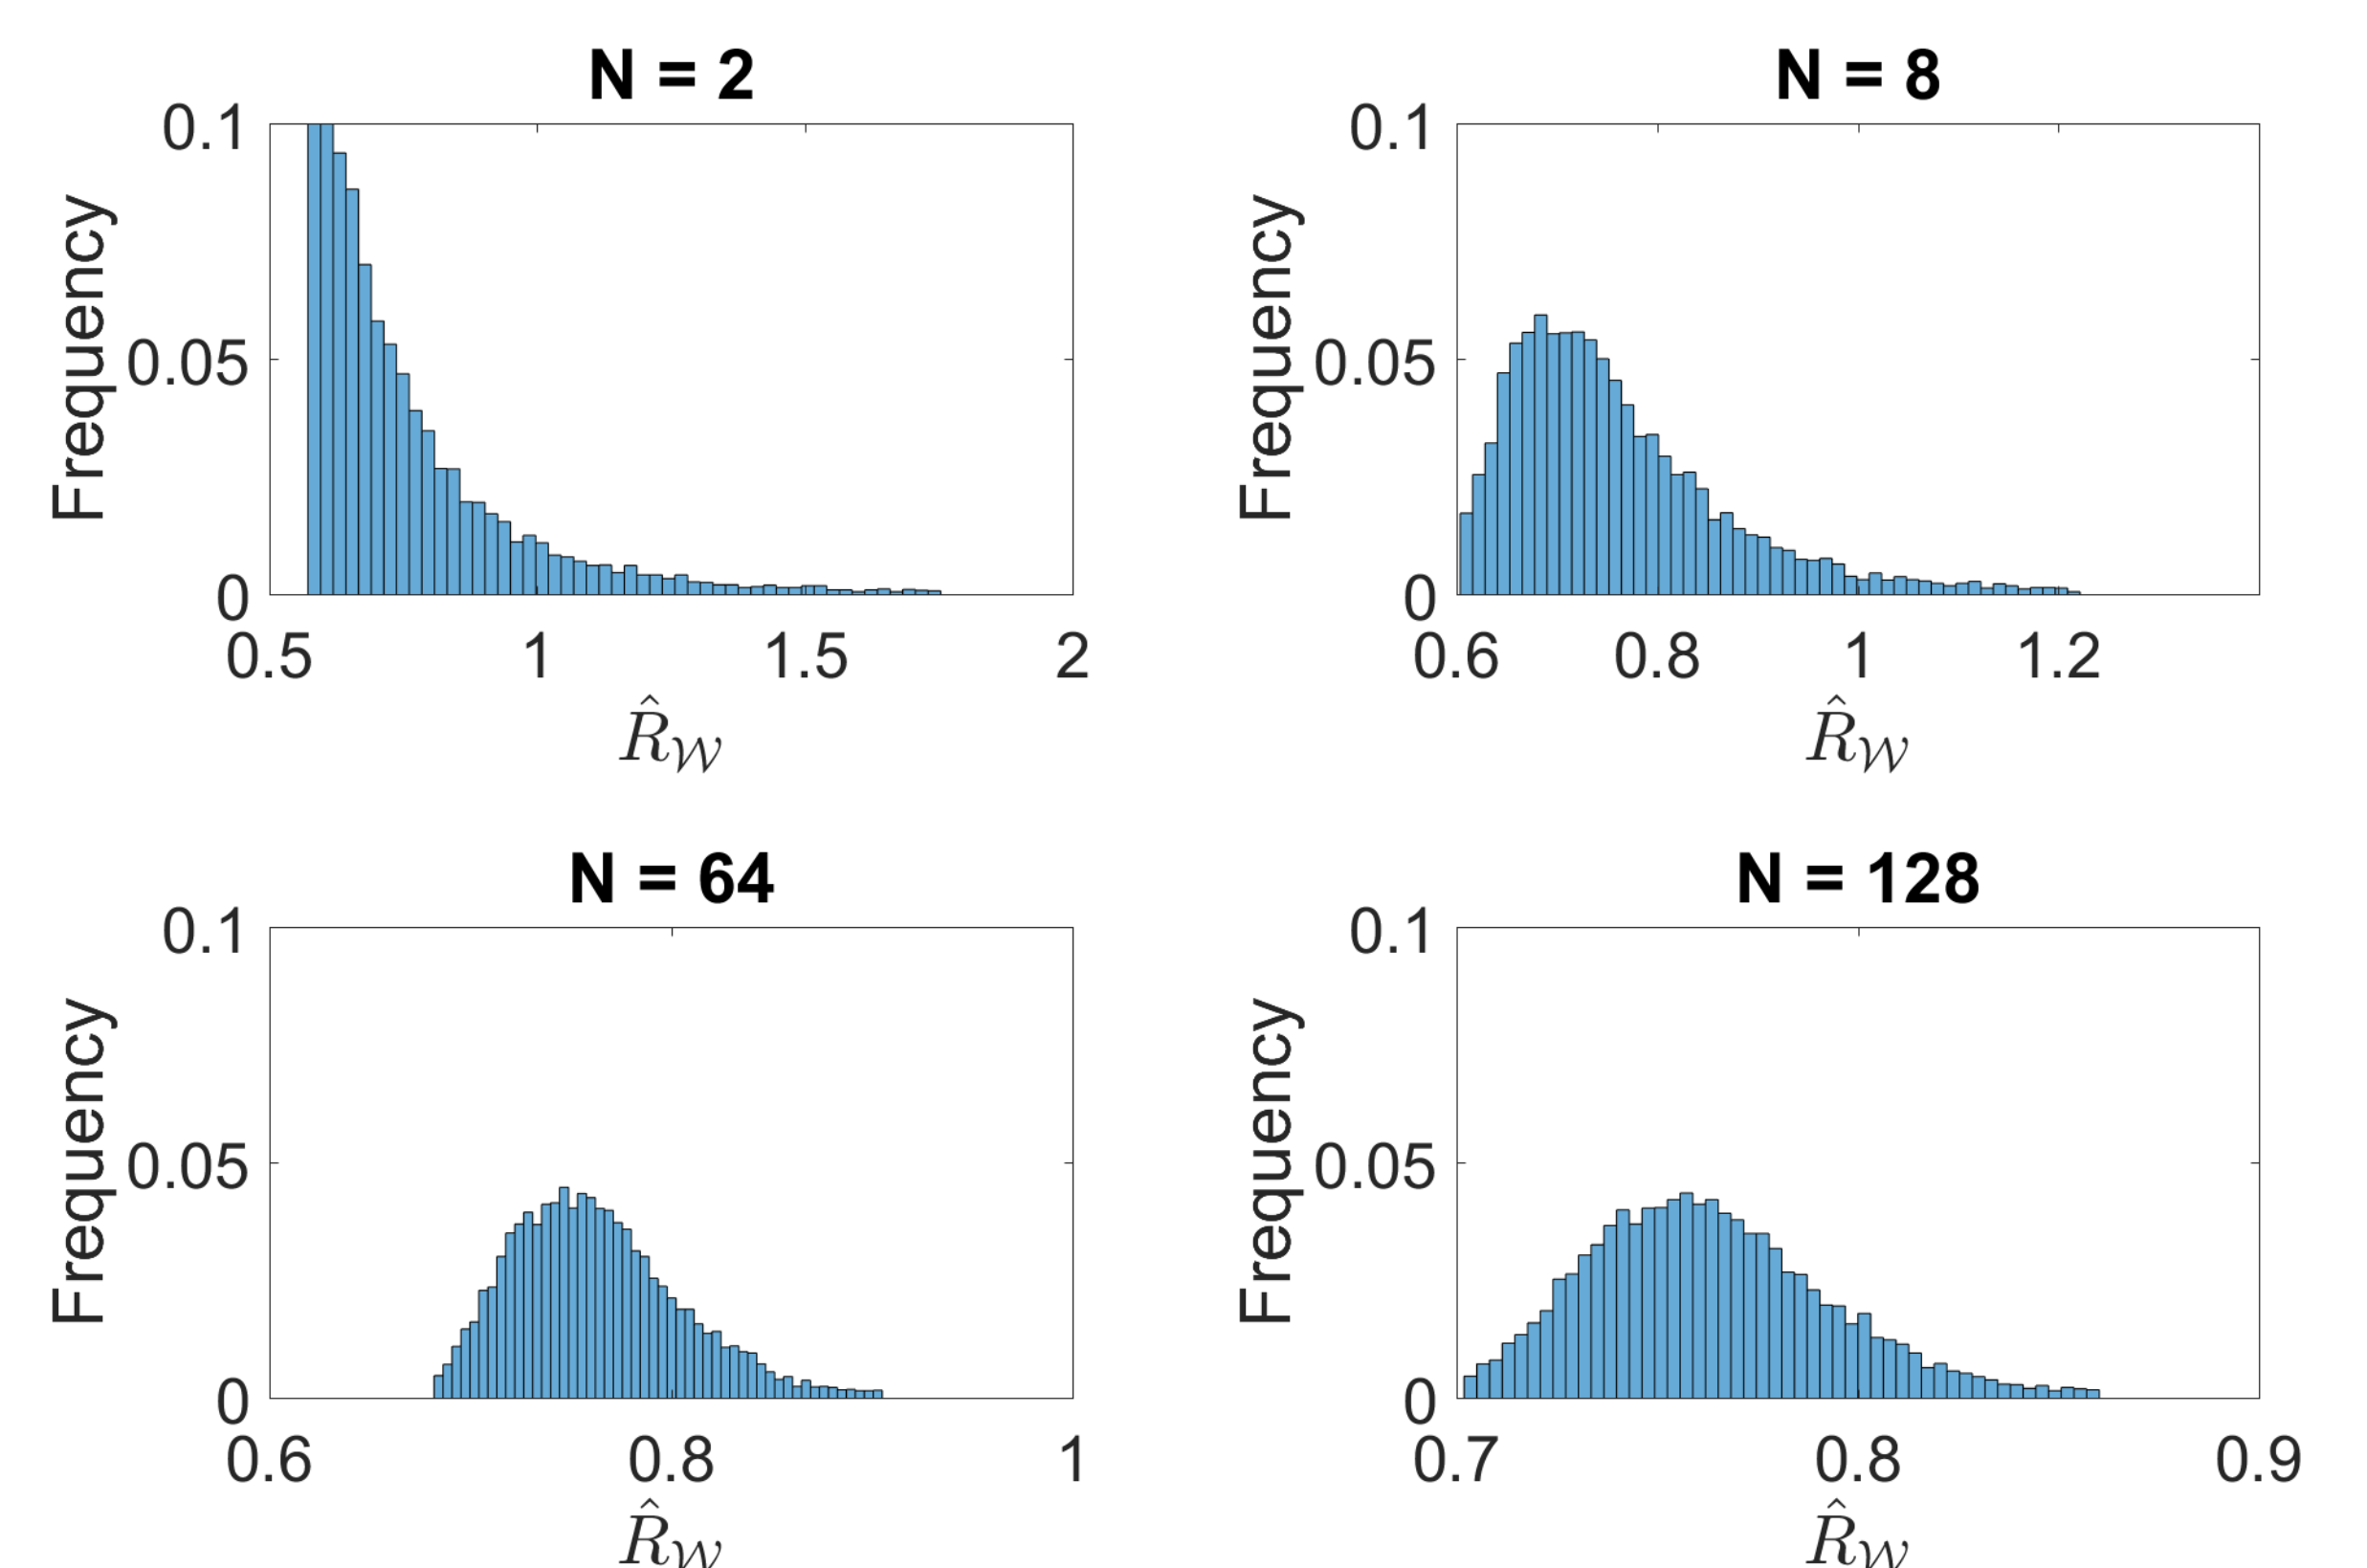 N = 2
0.1
0.05
0
Frequency
0.5 1 1.5 2
R̂𝒲
N = 8
0.1
0.05
0
Frequency
0.6 0.8 1 1.2
R̂𝒲
N = 64
0.1
0.05
0
Frequency
0.6 0.8 1
R̂𝒲
N = 128
0.1
0.05
0
Frequency
0.7 0.8 0.9
R̂𝒲